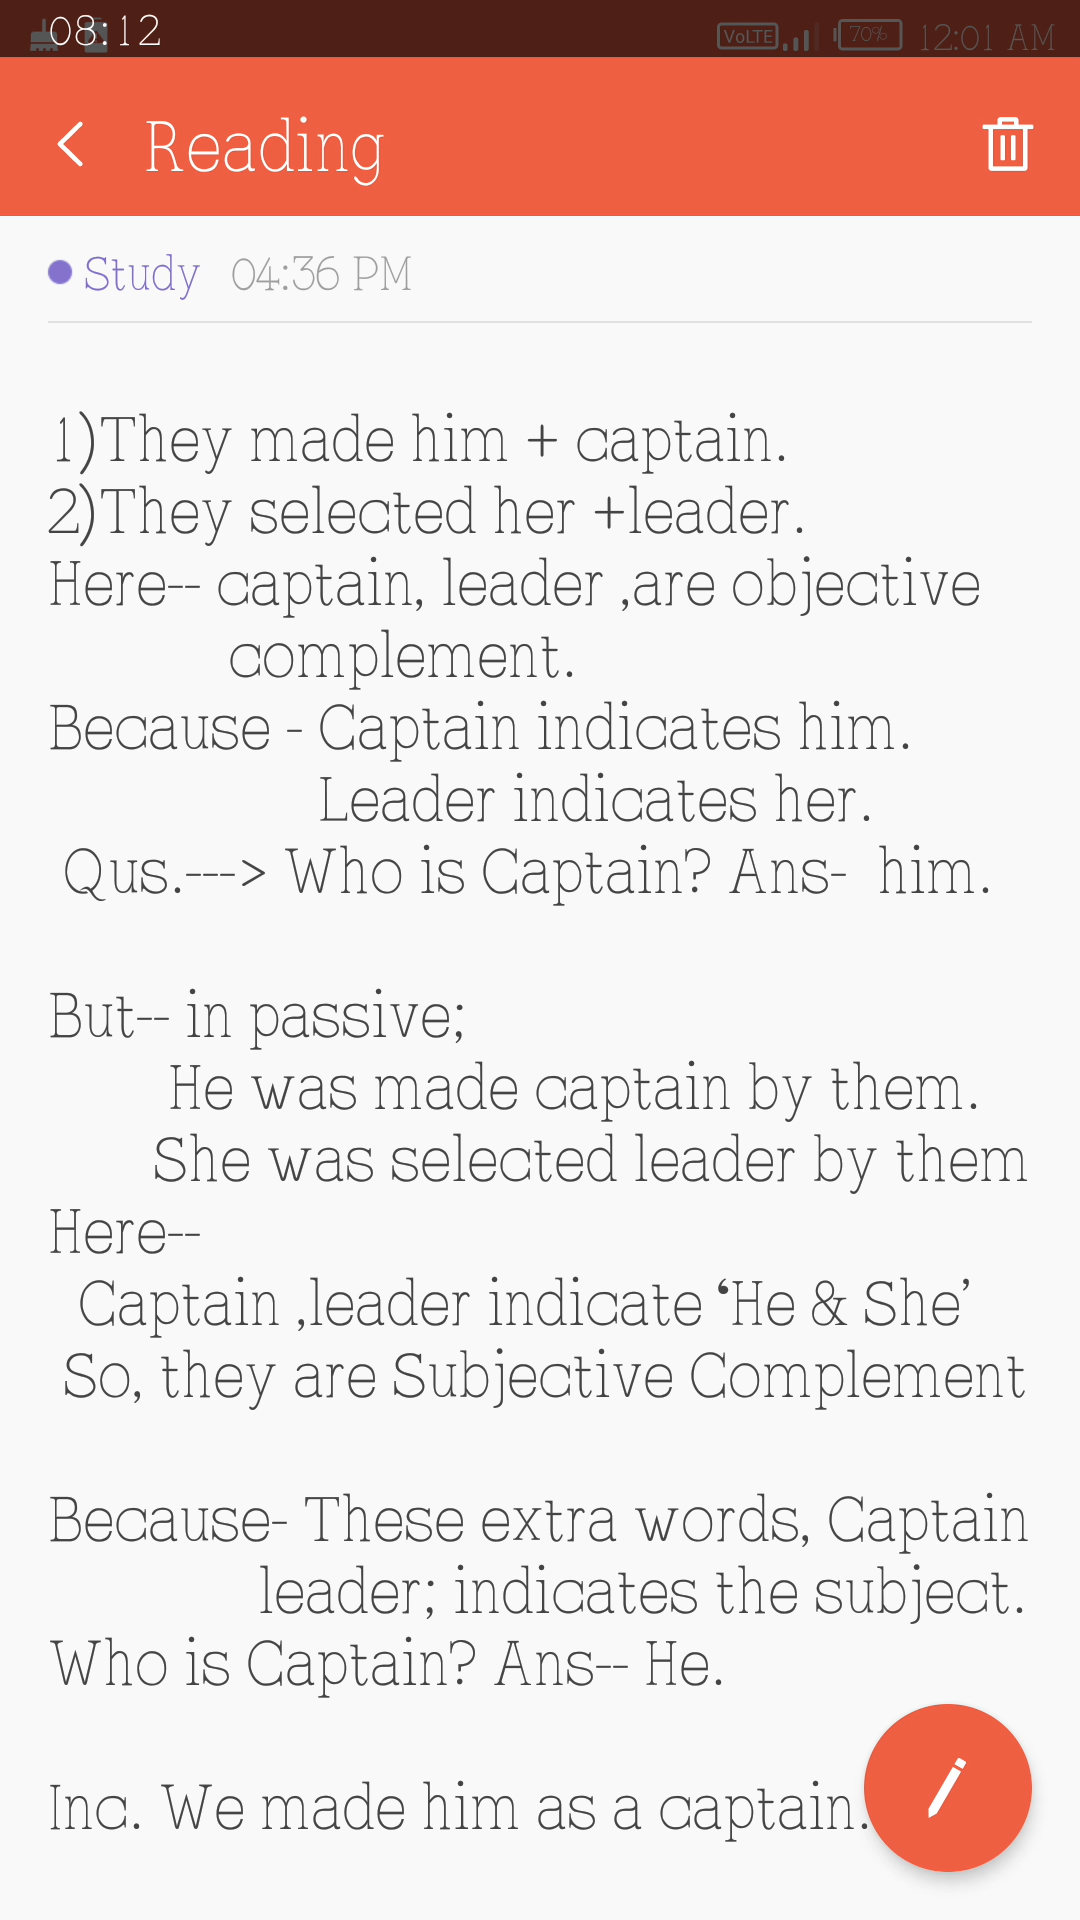 08:12 VoLTE 70% 12:01 AM
Reading
Study 04:36 PM
1)They made him + captain.
2)They selected her +leader.
Here-- captain, leader ,are objective
complement.
Because - Captain indicates him.
Leader indicates her.
Qus.---> Who is Captain? Ans- him.
But-- in passive;
He was made captain by them.
She was selected leader by them
Here--
Captain ,leader indicate ‘He & She’
So, they are Subjective Complement
Because- These extra words, Captain
leader; indicates the subject.
Who is Captain? Ans-- He.
Inc. We made him as a captain.